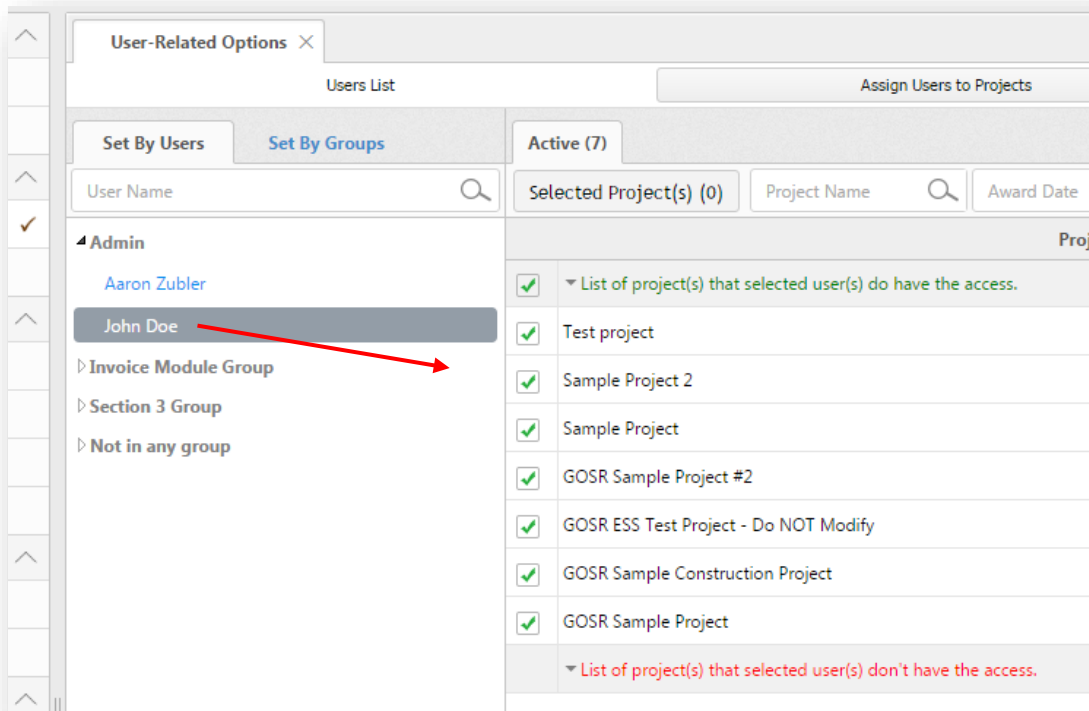 User-Related Options
Users List
Assign Users to Projects
Set By Users
Set By Groups
Active (7)
User Name
Selected Project(s) (0)
Project Name
Award Date
Proj
Admin
Aaron Zubler
John Doe
Invoice Module Group
Section 3 Group
Not in any group
List of project(s) that selected user(s) do have the access.
Test project
Sample Project 2
Sample Project
GOSR Sample Project #2
GOSR ESS Test Project - Do NOT Modify
GOSR Sample Construction Project
GOSR Sample Project
List of project(s) that selected user(s) don't have the access.